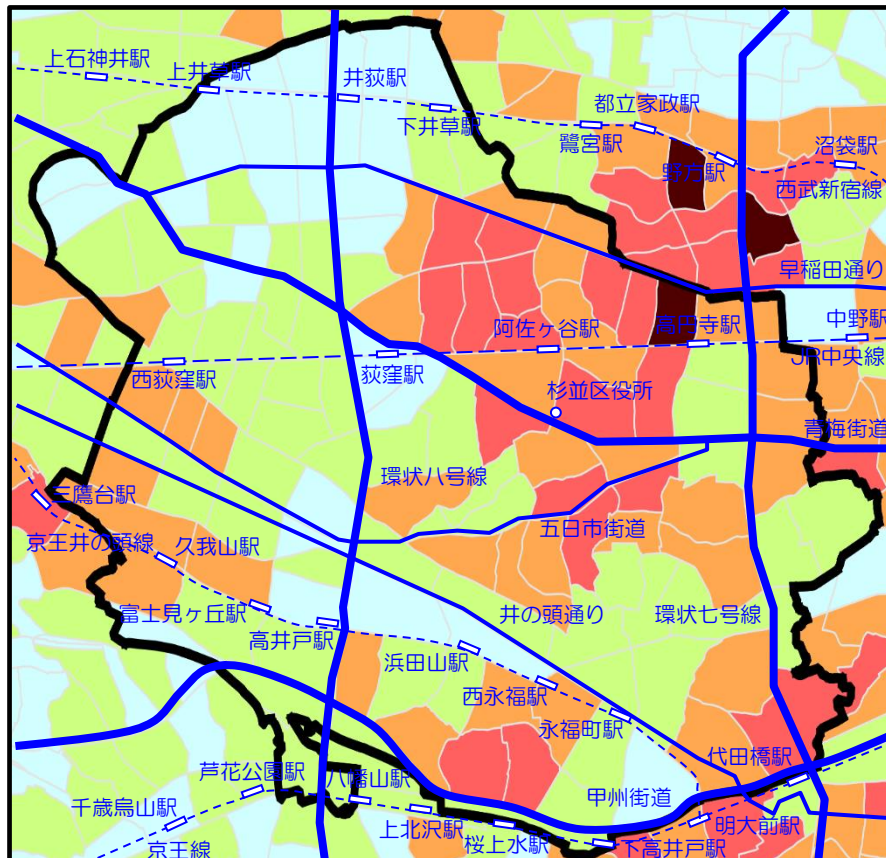 上石神井駅
上井草駅
井荻駅
下井草駅
都立家政駅
鷺宮駅
野方駅
沼袋駅
西武新宿線
早稲田通り
中野駅
高円寺駅
阿佐ヶ谷駅
JR中央線
荻窪駅
西荻窪駅
杉並区役所
青梅街道
環状八号線
三鷹台駅
五日市街道
京王井の頭線
久我山駅
富士見ヶ丘駅
井の頭通り
環状七号線
高井戸駅
浜田山駅
西永福駅
永福町駅
代田橋駅
芦花公園駅
八幡山駅
甲州街道
千歳烏山駅
上北沢駅
明大前駅
桜上水駅
下高井戸駅
京王線